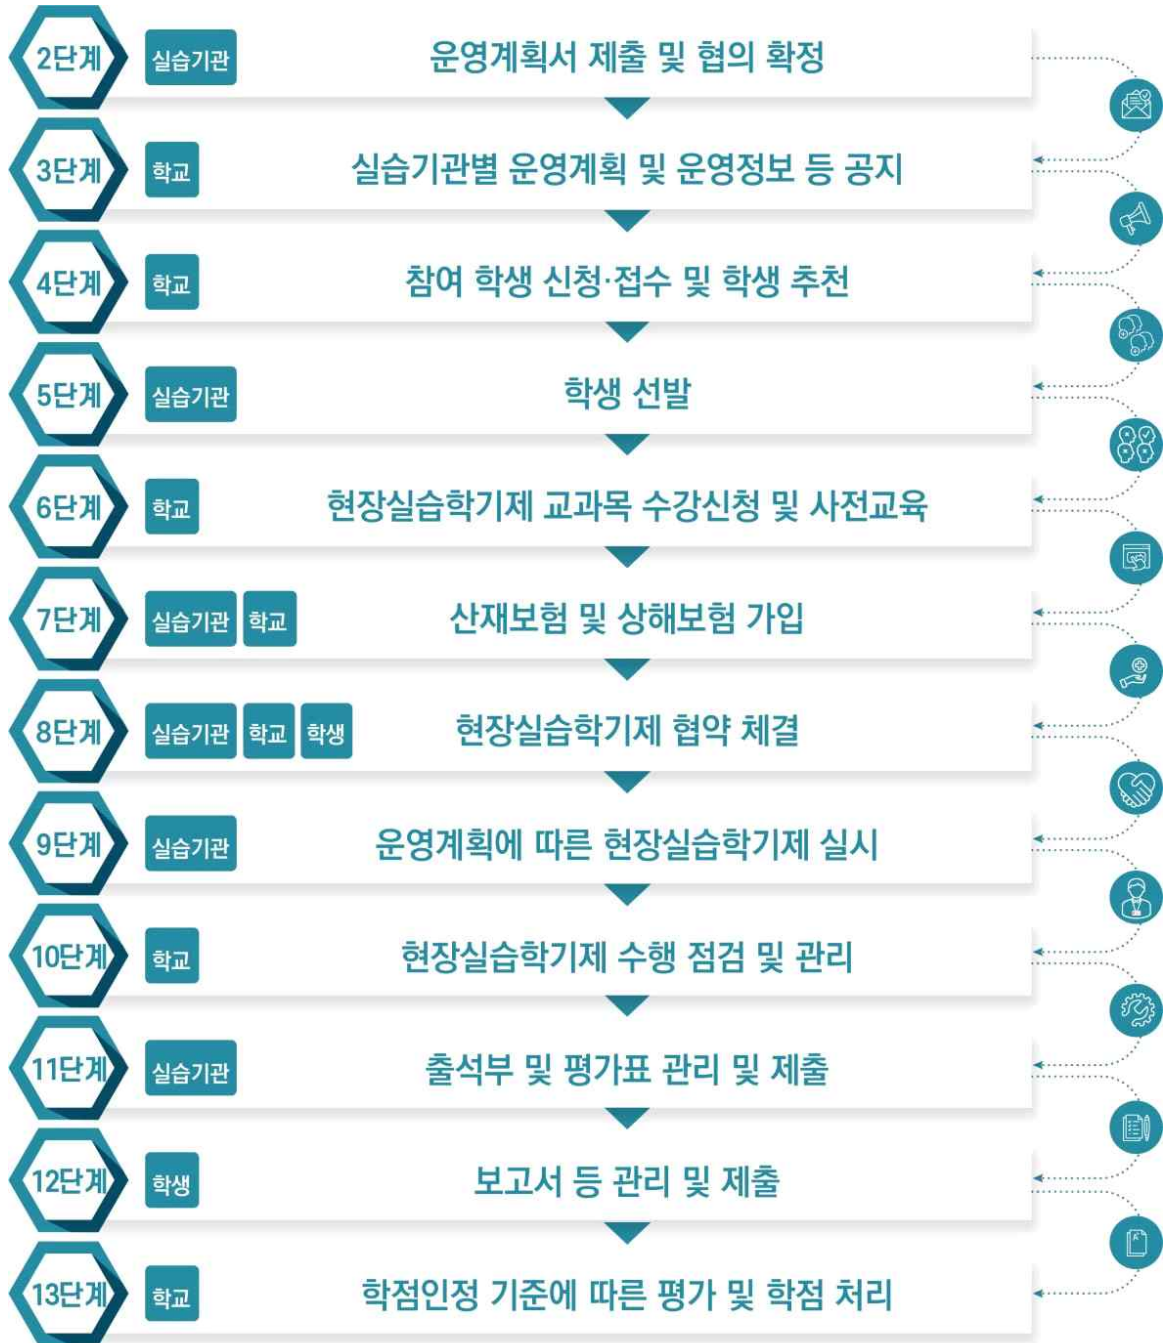 2단계 실습기관 운영계획서 제출 및 협의 확정
3단계 학교 실습기관별 운영계획 및 운영정보 등 공지
4단계 학교 참여 학생 신청·접수 및 학생 추천
5단계 실습기관 학생 선발
6단계 학교 현장실습학기제 교과목 수강신청 및 사전교육
7단계 실습기관 학교 산재보험 및 상해보험 가입
8단계 실습기관 학교 학생 현장실습학기제 협약 체결
9단계 실습기관 운영계획에 따른 현장실습학기제 실시
10단계 학교 현장실습학기제 수행 점검 및 관리
11단계 실습기관 출석부 및 평가표 관리 및 제출
12단계 학생 보고서 등 관리 및 제출
13단계 학교 학점인정 기준에 따른 평가 및 학점 처리